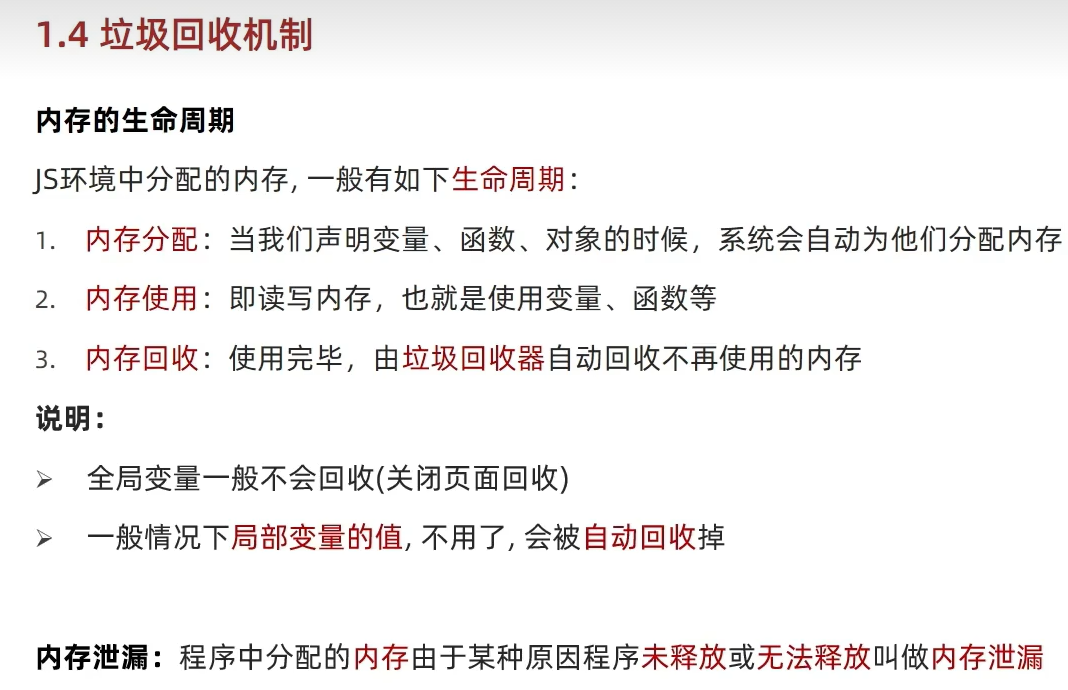 1.4 垃圾回收机制
内存的生命周期
JS环境中分配的内存, 一般有如下生命周期：
1. 内存分配：当我们声明变量、函数、对象的时候，系统会自动为他们分配内存
2. 内存使用：即读写内存，也就是使用变量、函数等
3. 内存回收：使用完毕，由垃圾回收器自动回收不再使用的内存
说明：
➢ 全局变量一般不会回收(关闭页面回收)
➢ 一般情况下局部变量的值, 不用了, 会被自动回收掉
内存泄漏：程序中分配的内存由于某种原因程序未释放或无法释放叫做内存泄漏